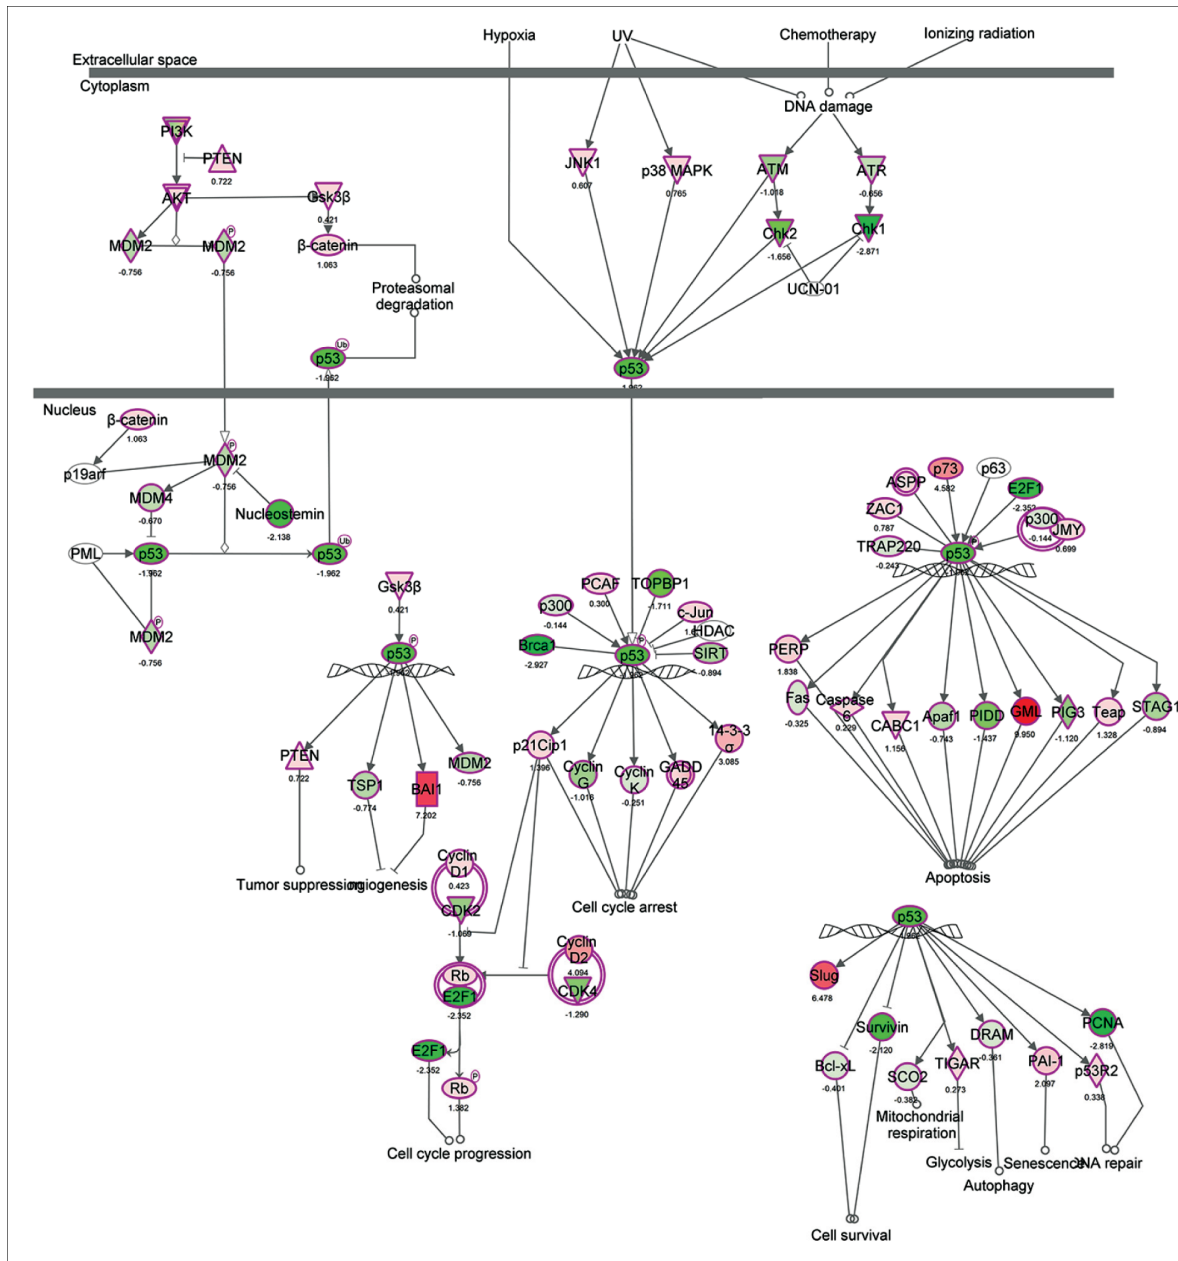 Hypoxia
UV
Chemotherapy
Ionizing radiation
Extracellular space
Cytoplasm
DNA damage
PI3K
PTEN
0.722
JNK1
0.607
p38 MAPK
0.765
ATM
-1.018
ATR
-0.656
AKT
Gsk3β
0.421
MDM2
-0.756
MDM2
P
-0.756
β-catenin
1.063
Chk2
-1.656
Chk1
-2.871
UCN-01
Proteasomal
degradation
p53
Ub
-1.962
p53
Nucleus
β-catenin
1.063
p19arf
MDM2
P
-0.756
MDM4
-0.670
Nucleostemin
-2.138
PML
p53
-1.962
p53
Ub
-1.962
MDM2
P
-0.756
ASPP
p73
4.582
p63
E2F1
-2.352
ZAC1
0.787
p300
-0.144
JMY
0.699
TRAP220
-0.243
p53
P
Gsk3β
0.421
p53
P
PCAF
0.300
TOPBP1
-1.711
p300
-0.144
c-Jun
HDAC
Brca1
-2.927
p53
P
SIRT
-0.894
PERP
1.838
Fas
-0.325
Caspase
6
0.229
CABC1
1.156
Apaf1
-0.743
PIDD
-1.437
GML
9.950
PIG3
-1.120
Teap
1.328
STAG1
-0.894
Apoptosis
PTEN
0.722
TSP1
-0.774
BAI1
7.202
MDM2
-0.756
Tumor suppression
ngiogenesis
p21Cip1
1.396
Cyclin
G
-1.016
Cyclin
K
-0.251
GADD
45
14-3-3
σ
3.085
Cell cycle arrest
Cyclin
D1
0.423
CDK2
-1.069
Rb
E2F1
-2.352
Cyclin
D2
4.094
CDK4
-1.290
E2F1
-2.352
Rb
P
1.382
Cell cycle progression
p53
Slug
6.478
Bcl-xL
-0.401
Survivin
-2.120
SCO2
-0.382
Mitochondrial
respiration
TIGAR
0.273
Glycolysis
DRAM
-0.361
Autophagy
PAI-1
2.097
Senescence
p53R2
0.338
PCNA
-2.819
NA repair
Cell survival